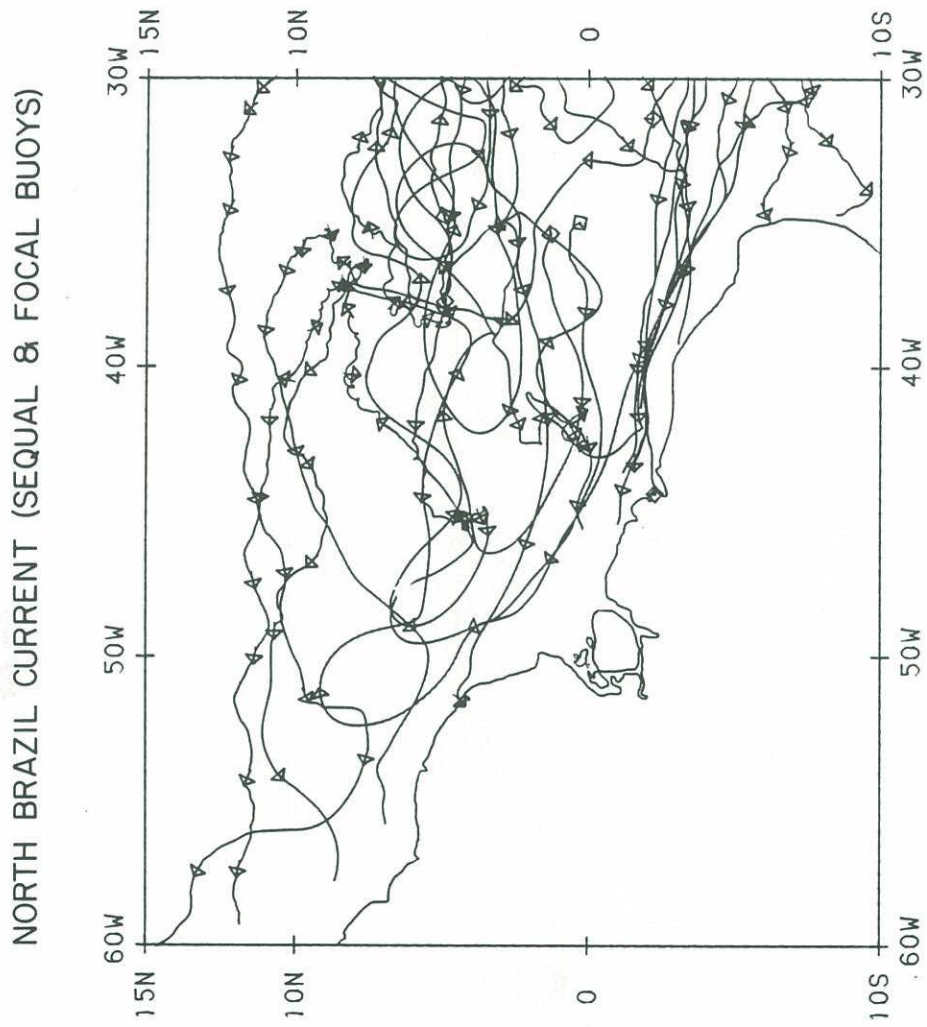 NORTH BRAZIL CURRENT (SEQUAL & FOCAL BUOYS)
60W 50W 40W 30W
15N 15N
10N 10N
0 0
10S 10S
60W 50W 40W 30W